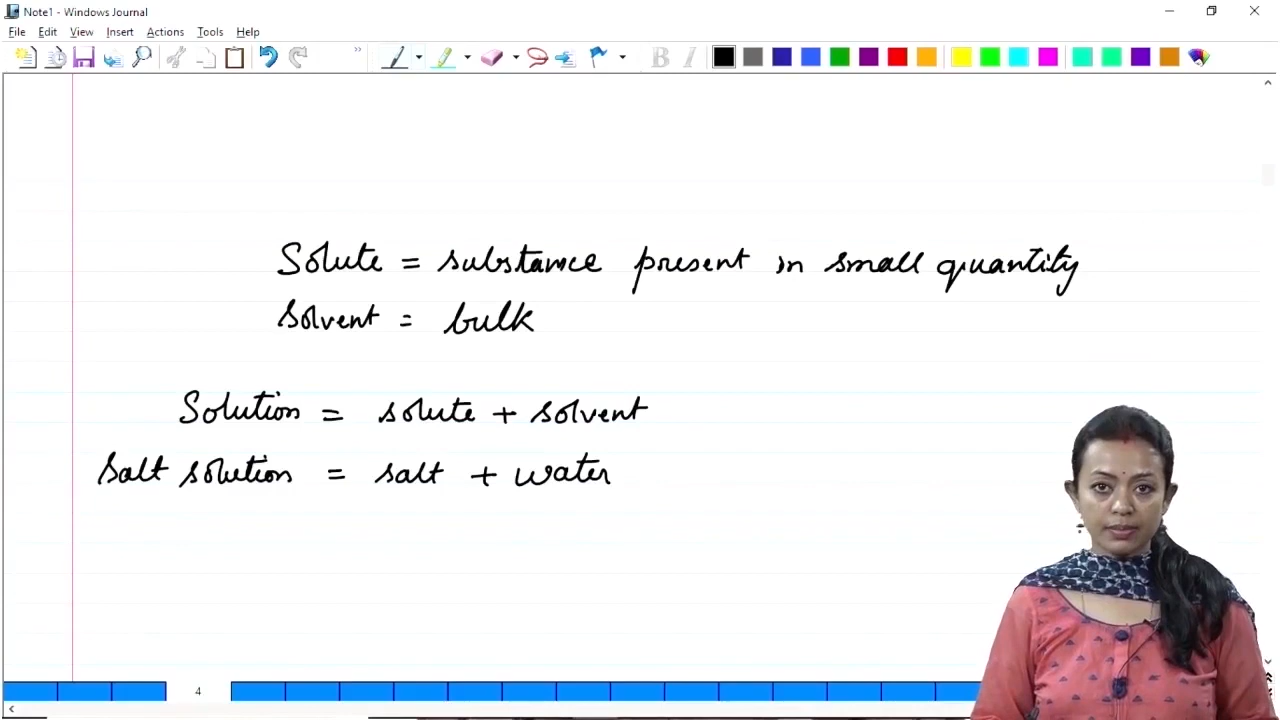 Note1 - Windows Journal
File Edit View Insert Actions Tools Help
B I
Solute = substance present in small quantity
Solvent = bulk
Solution = solute + solvent
Salt solution = salt + water
4